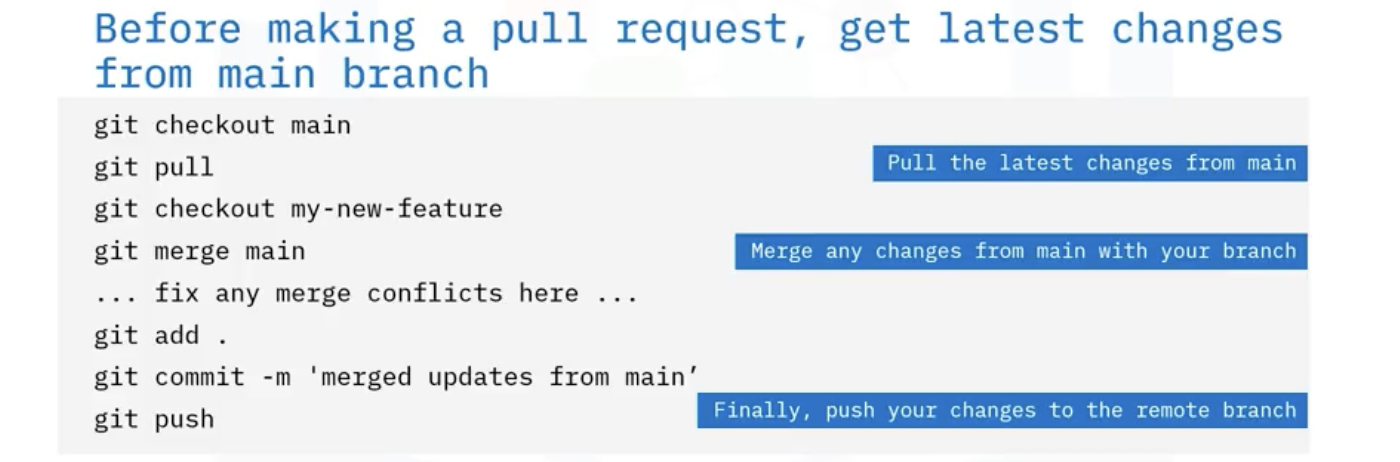 Before making a pull request, get latest changes
from main branch
git checkout main
git pull
Pull the latest changes from main
git checkout my-new-feature
git merge main
Merge any changes from main with your branch
... fix any merge conflicts here ...
git add .
git commit -m 'merged updates from main’
git push
Finally, push your changes to the remote branch